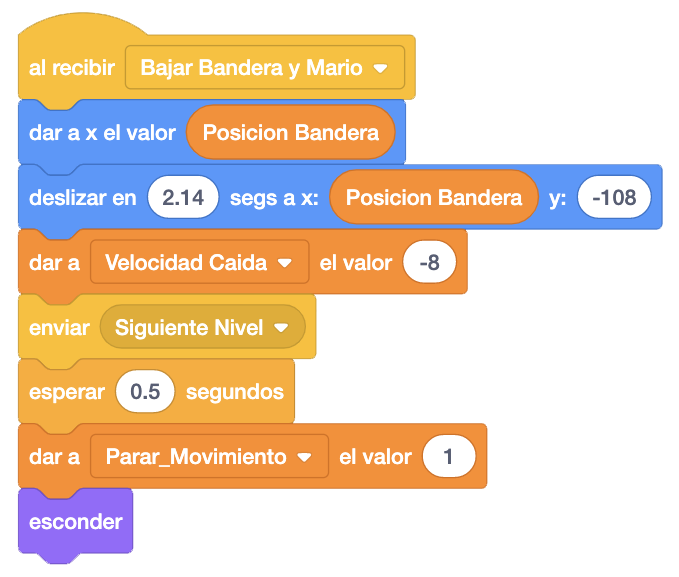 al recibir Bajar Bandera y Mario
dar a x el valor Posicion Bandera
deslizar en 2.14 segs a x: Posicion Bandera y: -108
dar a Velocidad Caida el valor -8
enviar Siguiente Nivel
esperar 0.5 segundos
dar a Parar_Movimiento el valor 1
esconder